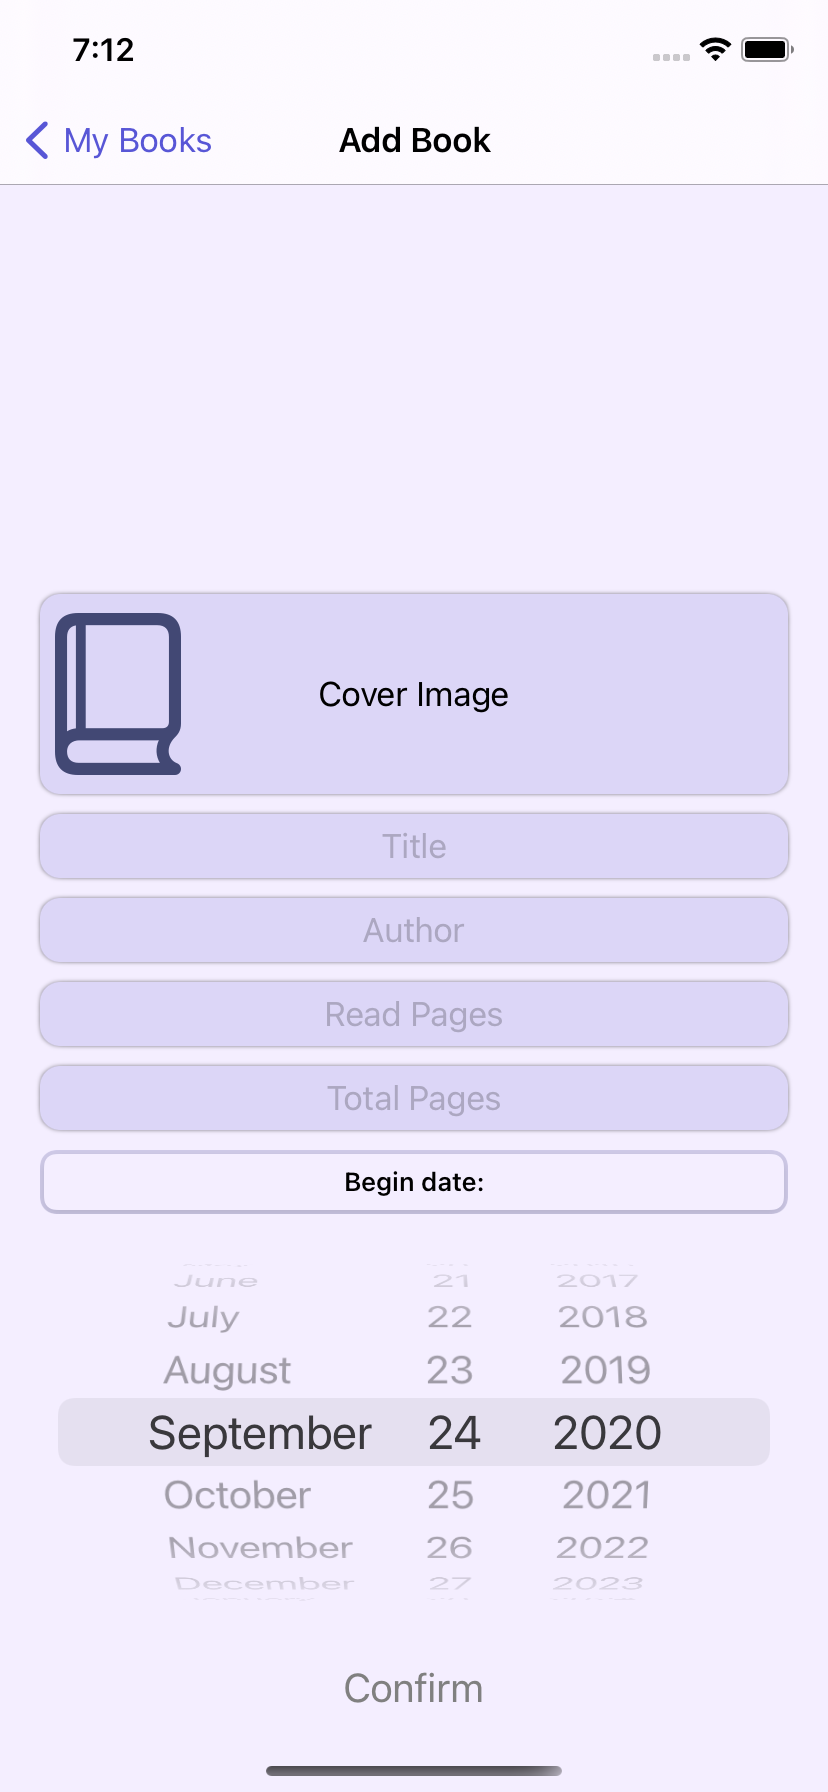 7:12
My Books
Add Book
Cover Image
Title
Author
Read Pages
Total Pages
Begin date:
June 21 2017
July 22 2018
August 23 2019
September 24 2020
October 25 2021
November 26 2022
December 27 2023
Confirm